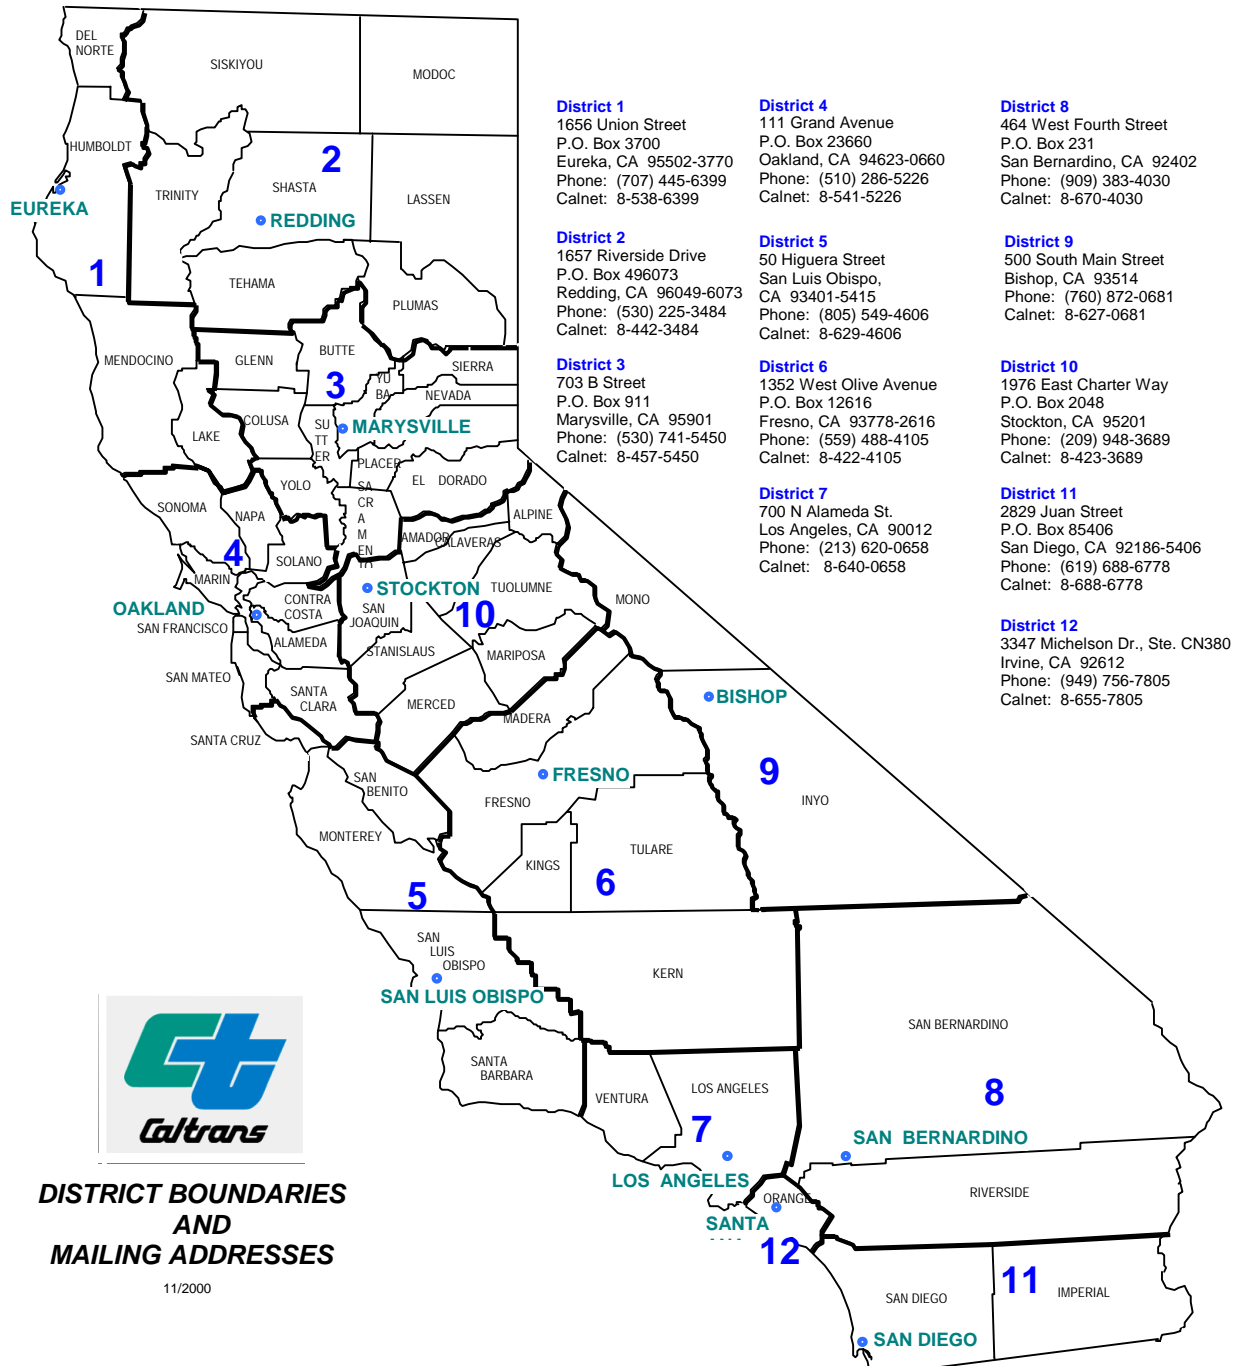 DEL
NORTE
SISKIYOU
MODOC
HUMBOLDT
TRINITY
2
SHASTA
LASSEN
EUREKA
REDDING
1
TEHAMA
PLUMAS
MENDOCINO
GLENN
BUTTE
SIERRA
3
YU
BA
NEVADA
COLUSA
LAKE
SU
TT
ER
MARYSVILLE
PLACER
EL DORADO
YOLO
SA
CR
A
M
EN
TO
SONOMA
NAPA
ALPINE
AMADOR
CALAVERAS
4
SOLANO
MARIN
STOCKTON
TUOLUMNE
MONO
OAKLAND
CONTRA
COSTA
SAN
JOAQUIN
10
SAN FRANCISCO
ALAMEDA
STANISLAUS
MARIPOSA
SAN MATEO
SANTA
CLARA
MERCED
BISHOP
MADERA
SANTA CRUZ
SAN
BENITO
FRESNO
9
FRESNO
INYO
MONTEREY
KINGS
TULARE
5
6
SAN
LUIS
OBISPO
KERN
SAN LUIS OBISPO
SAN BERNARDINO
SANTA
BARBARA
VENTURA
LOS ANGELES
8
7
SAN BERNARDINO
LOS ANGELES
RIVERSIDE
ORANGE
SANTA
12
11
SAN DIEGO
IMPERIAL
SAN DIEGO
District 1
1656 Union Street
P.O. Box 3700
Eureka, CA 95502-3770
Phone: (707) 445-6399
Calnet: 8-538-6399
District 2
1657 Riverside Drive
P.O. Box 496073
Redding, CA 96049-6073
Phone: (530) 225-3484
Calnet: 8-442-3484
District 3
703 B Street
P.O. Box 911
Marysville, CA 95901
Phone: (530) 741-5450
Calnet: 8-457-5450
District 4
111 Grand Avenue
P.O. Box 23660
Oakland, CA 94623-0660
Phone: (510) 286-5226
Calnet: 8-541-5226
District 5
50 Higuera Street
San Luis Obispo,
CA 93401-5415
Phone: (805) 549-4606
Calnet: 8-629-4606
District 6
1352 West Olive Avenue
P.O. Box 12616
Fresno, CA 93778-2616
Phone: (559) 488-4105
Calnet: 8-422-4105
District 7
700 N Alameda St.
Los Angeles, CA 90012
Phone: (213) 620-0658
Calnet: 8-640-0658
District 8
464 West Fourth Street
P.O. Box 231
San Bernardino, CA 92402
Phone: (909) 383-4030
Calnet: 8-670-4030
District 9
500 South Main Street
Bishop, CA 93514
Phone: (760) 872-0681
Calnet: 8-627-0681
District 10
1976 East Charter Way
P.O. Box 2048
Stockton, CA 95201
Phone: (209) 948-3689
Calnet: 8-423-3689
District 11
2829 Juan Street
P.O. Box 85406
San Diego, CA 92186-5406
Phone: (619) 688-6778
Calnet: 8-688-6778
District 12
3347 Michelson Dr., Ste. CN380
Irvine, CA 92612
Phone: (949) 756-7805
Calnet: 8-655-7805
ct
Caltrans
DISTRICT BOUNDARIES
AND
MAILING ADDRESSES
11/2000